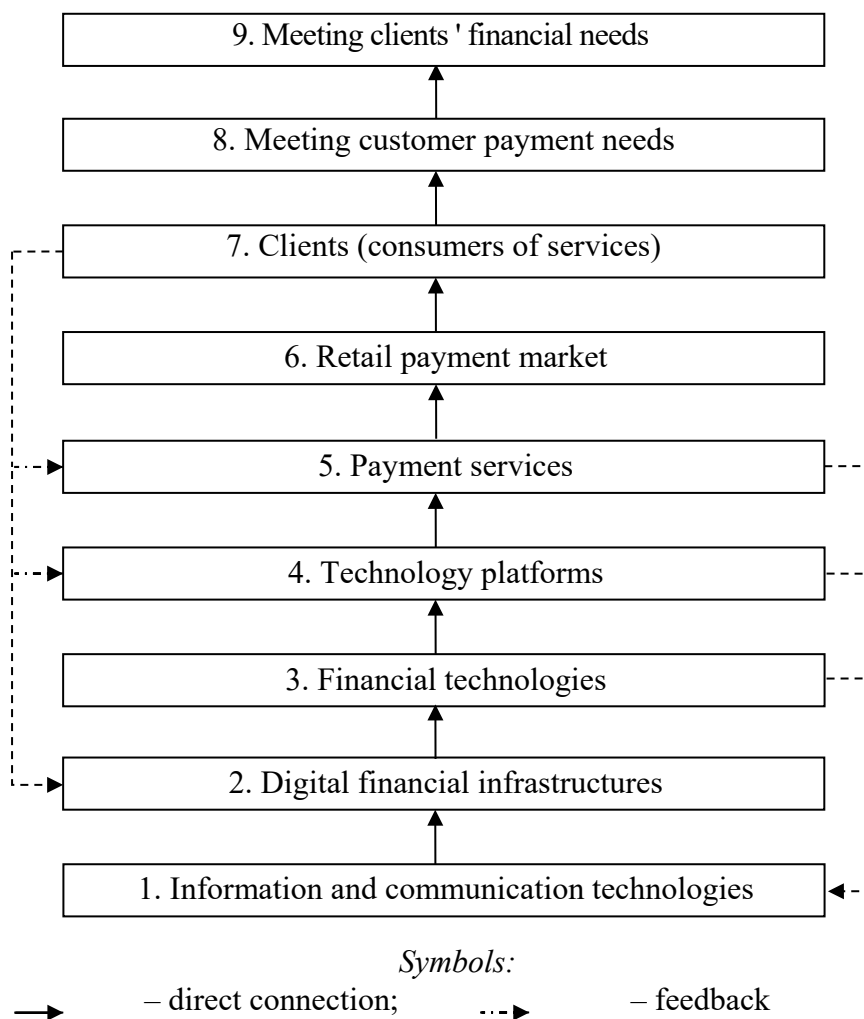 9. Meeting clients ' financial needs
8. Meeting customer payment needs
7. Clients (consumers of services)
6. Retail payment market
5. Payment services
4. Technology platforms
3. Financial technologies
2. Digital financial infrastructures
1. Information and communication technologies
Symbols:
– direct connection; – feedback